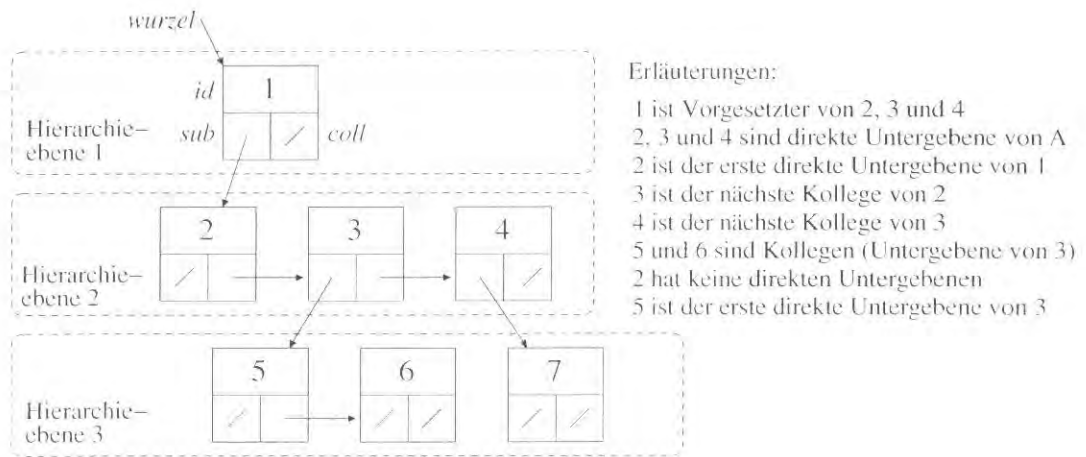 wurzel
id 1
Hierarchie–
ebene 1
sub coll
2 3 4
Hierarchie–
ebene 2
5 6 7
Hierarchie–
ebene 3
Erläuterungen:
1 ist Vorgesetzter von 2, 3 und 4
2, 3 und 4 sind direkte Untergebene von A
2 ist der erste direkte Untergebene von 1
3 ist der nächste Kollege von 2
4 ist der nächste Kollege von 3
5 und 6 sind Kollegen (Untergebene von 3)
2 hat keine direkten Untergebenen
5 ist der erste direkte Untergebene von 3